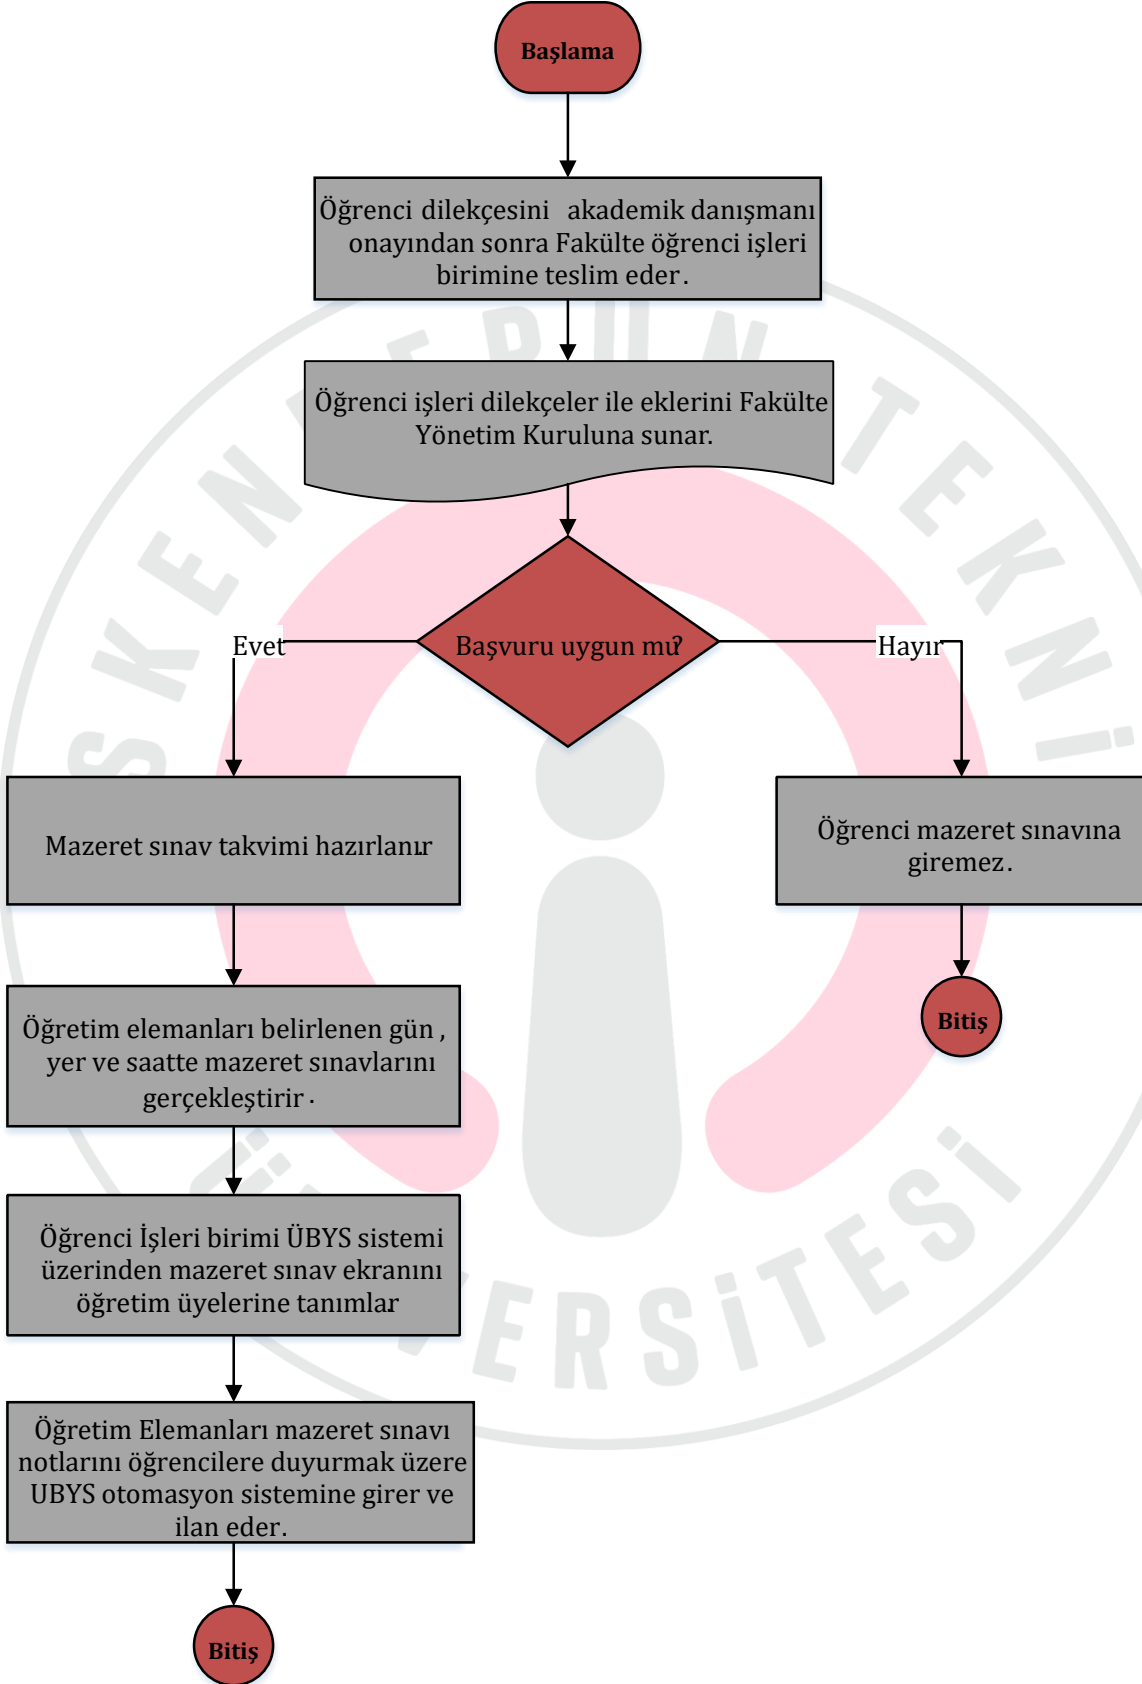 Başlama
Öğrenci dilekçesini akademik danışmanı
onayından sonra Fakülte öğrenci işleri
birimine teslim eder.
Öğrenci işleri dilekçeler ile eklerini Fakülte
Yönetim Kuruluna sunar.
Başvuru uygun mu?
Evet
Hayır
Mazeret sınav takvimi hazırlanır.
Öğrenci mazeret sınavına
giremez.
Bitiş
Öğretim elemanları belirlenen gün,
yer ve saatte mazeret sınavlarını
gerçekleştirir.
Öğrenci İşleri birimi ÜBYS sistemi
üzerinden mazeret sınav ekranını
öğretim üyelerine tanımlar.
Öğretim Elemanları mazeret sınavı
notlarını öğrencilere duyurmak üzere
UBYS otomasyon sistemine girer ve
ilan eder.
Bitiş